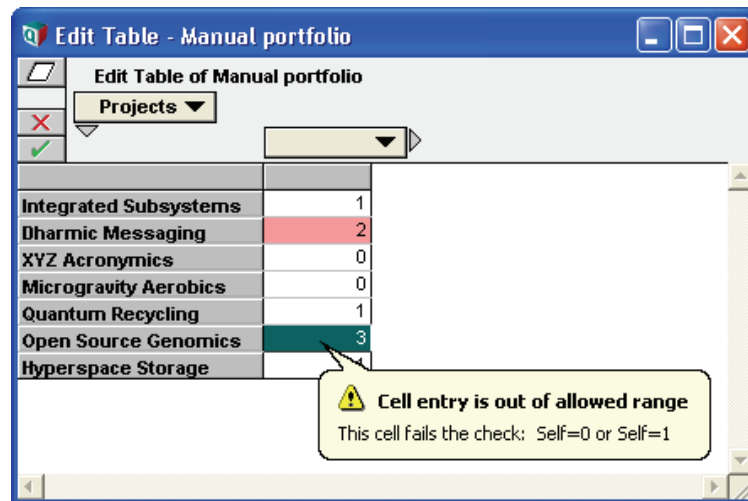 Edit Table - Manual portfolio
Edit Table of Manual portfolio
Projects
Integrated Subsystems 1
Dharmic Messaging 2
XYZ Acronymics 0
Microgravity Aerobics 0
Quantum Recycling 1
Open Source Genomics 3
Hyperspace Storage
Cell entry is out of allowed range
This cell fails the check: Self=0 or Self=1